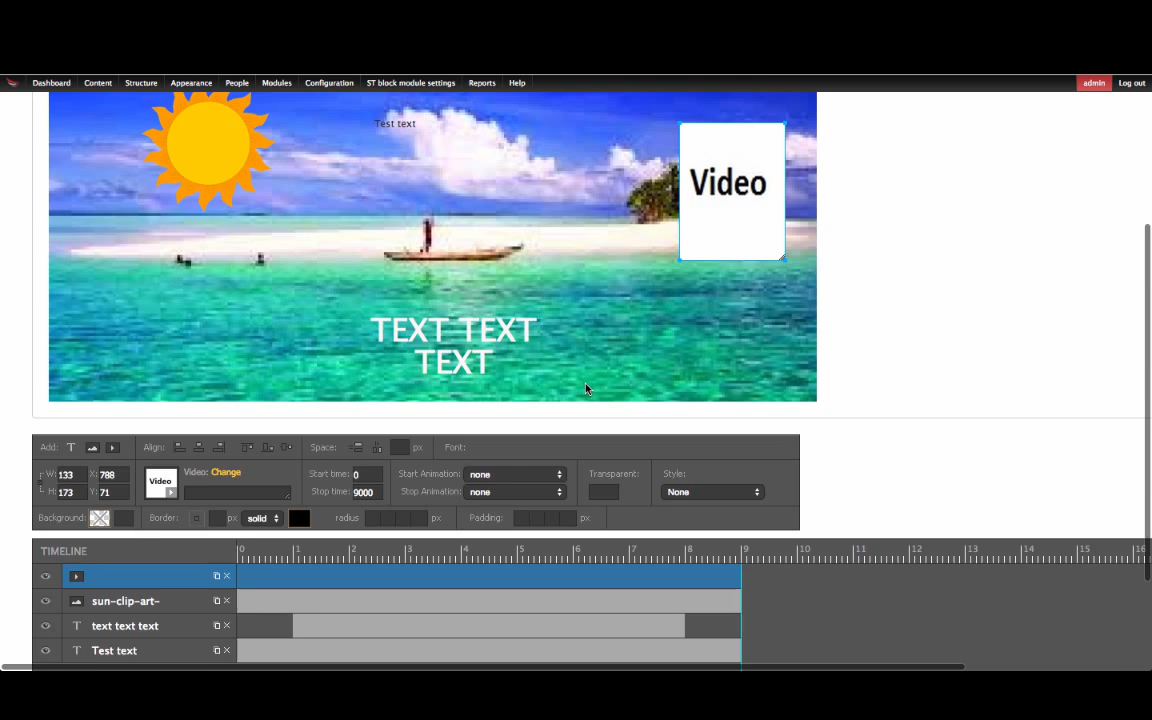 Dashboard Content Structure Appearance People Modules Configuration ST block module settings Reports Help admin Log out
Test text
Video
TEXT TEXT
TEXT
Add: T Align: Space: px Font:
W: 133 X: 788 Video: Change Start time: 0 Start Animation: none Transparent: Style:
Video
H: 173 Y: 71 Stop time: 9000 Stop Animation: none None
Background: Border: px solid radius px Padding: px
TIMELINE 0 1 2 3 4 5 6 7 8 9 10 11 12 13 14 15 16
sun-clip-art-
T text text text
T Test text